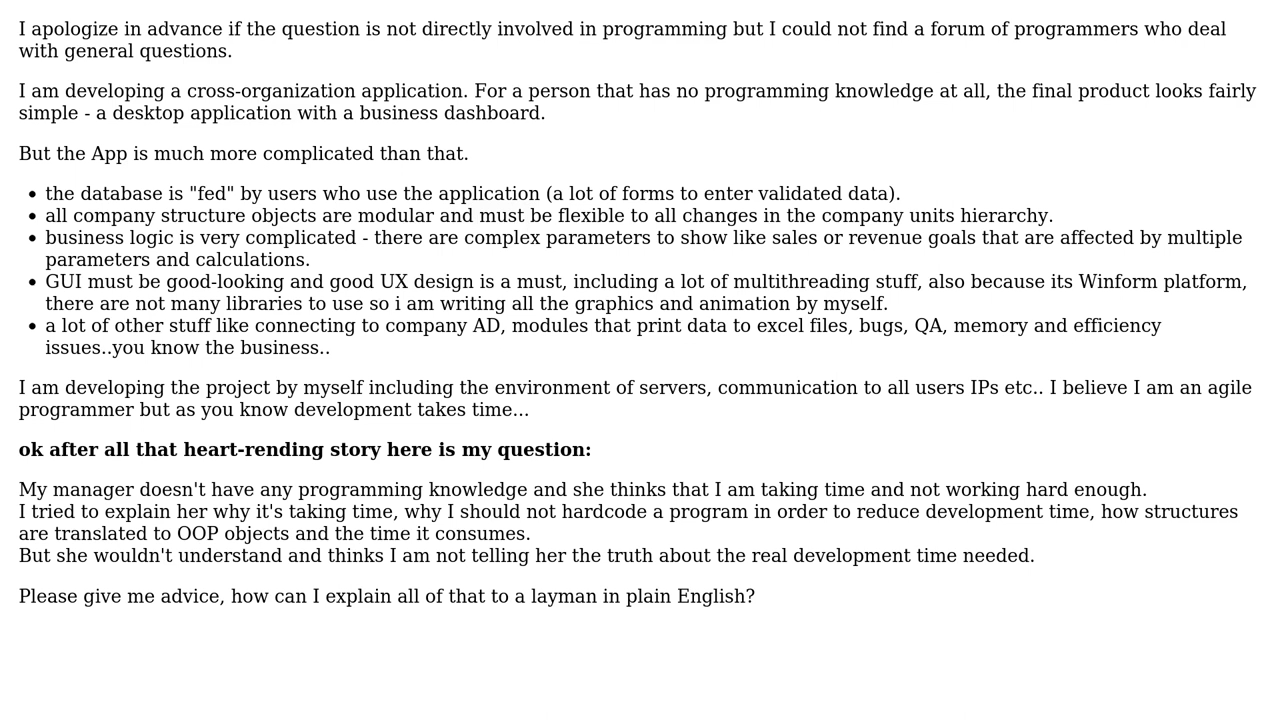 I apologize in advance if the question is not directly involved in programming but I could not find a forum of programmers who deal
with general questions.
I am developing a cross-organization application. For a person that has no programming knowledge at all, the final product looks fairly
simple - a desktop application with a business dashboard.
But the App is much more complicated than that.
• the database is "fed" by users who use the application (a lot of forms to enter validated data).
• all company structure objects are modular and must be flexible to all changes in the company units hierarchy.
• business logic is very complicated - there are complex parameters to show like sales or revenue goals that are affected by multiple
parameters and calculations.
• GUI must be good-looking and good UX design is a must, including a lot of multithreading stuff, also because its Winform platform,
there are not many libraries to use so i am writing all the graphics and animation by myself.
• a lot of other stuff like connecting to company AD, modules that print data to excel files, bugs, QA, memory and efficiency
issues..you know the business..
I am developing the project by myself including the environment of servers, communication to all users IPs etc.. I believe I am an agile
programmer but as you know development takes time...
ok after all that heart-rending story here is my question:
My manager doesn't have any programming knowledge and she thinks that I am taking time and not working hard enough.
I tried to explain her why it's taking time, why I should not hardcode a program in order to reduce development time, how structures
are translated to OOP objects and the time it consumes.
But she wouldn't understand and thinks I am not telling her the truth about the real development time needed.
Please give me advice, how can I explain all of that to a layman in plain English?